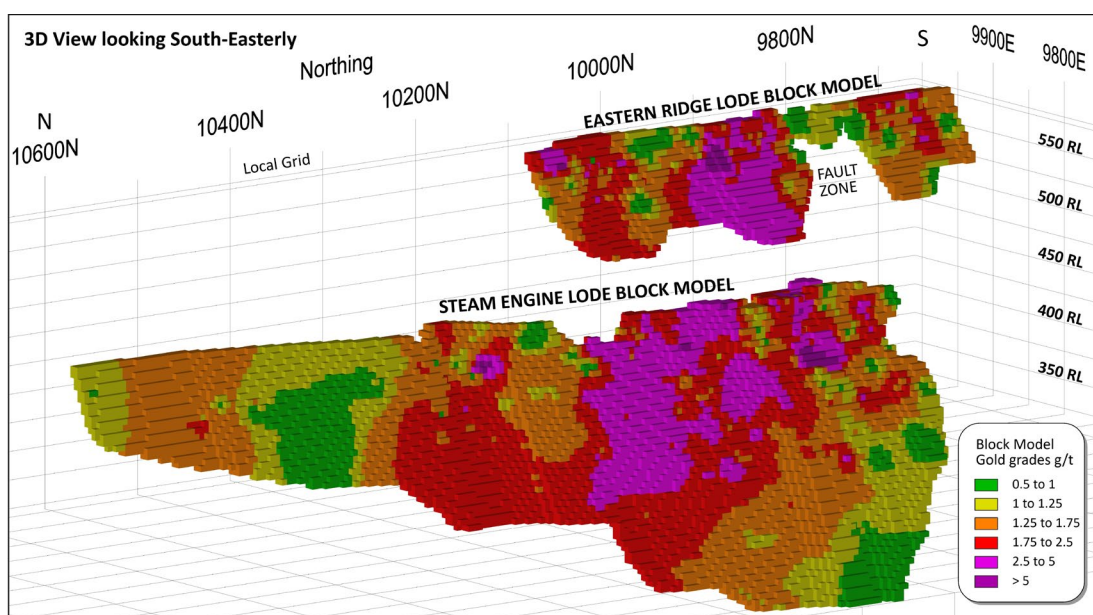 3D View looking South-Easterly
Northing
N
10600N
10400N
10200N
10000N
9800N
S
9900E
9800E
Local Grid
EASTERN RIDGE LODE BLOCK MODEL
FAULT
ZONE
550 RL
500 RL
450 RL
400 RL
350 RL
STEAM ENGINE LODE BLOCK MODEL
Block Model
Gold grades g/t
0.5 to 1
1 to 1.25
1.25 to 1.75
1.75 to 2.5
2.5 to 5
> 5